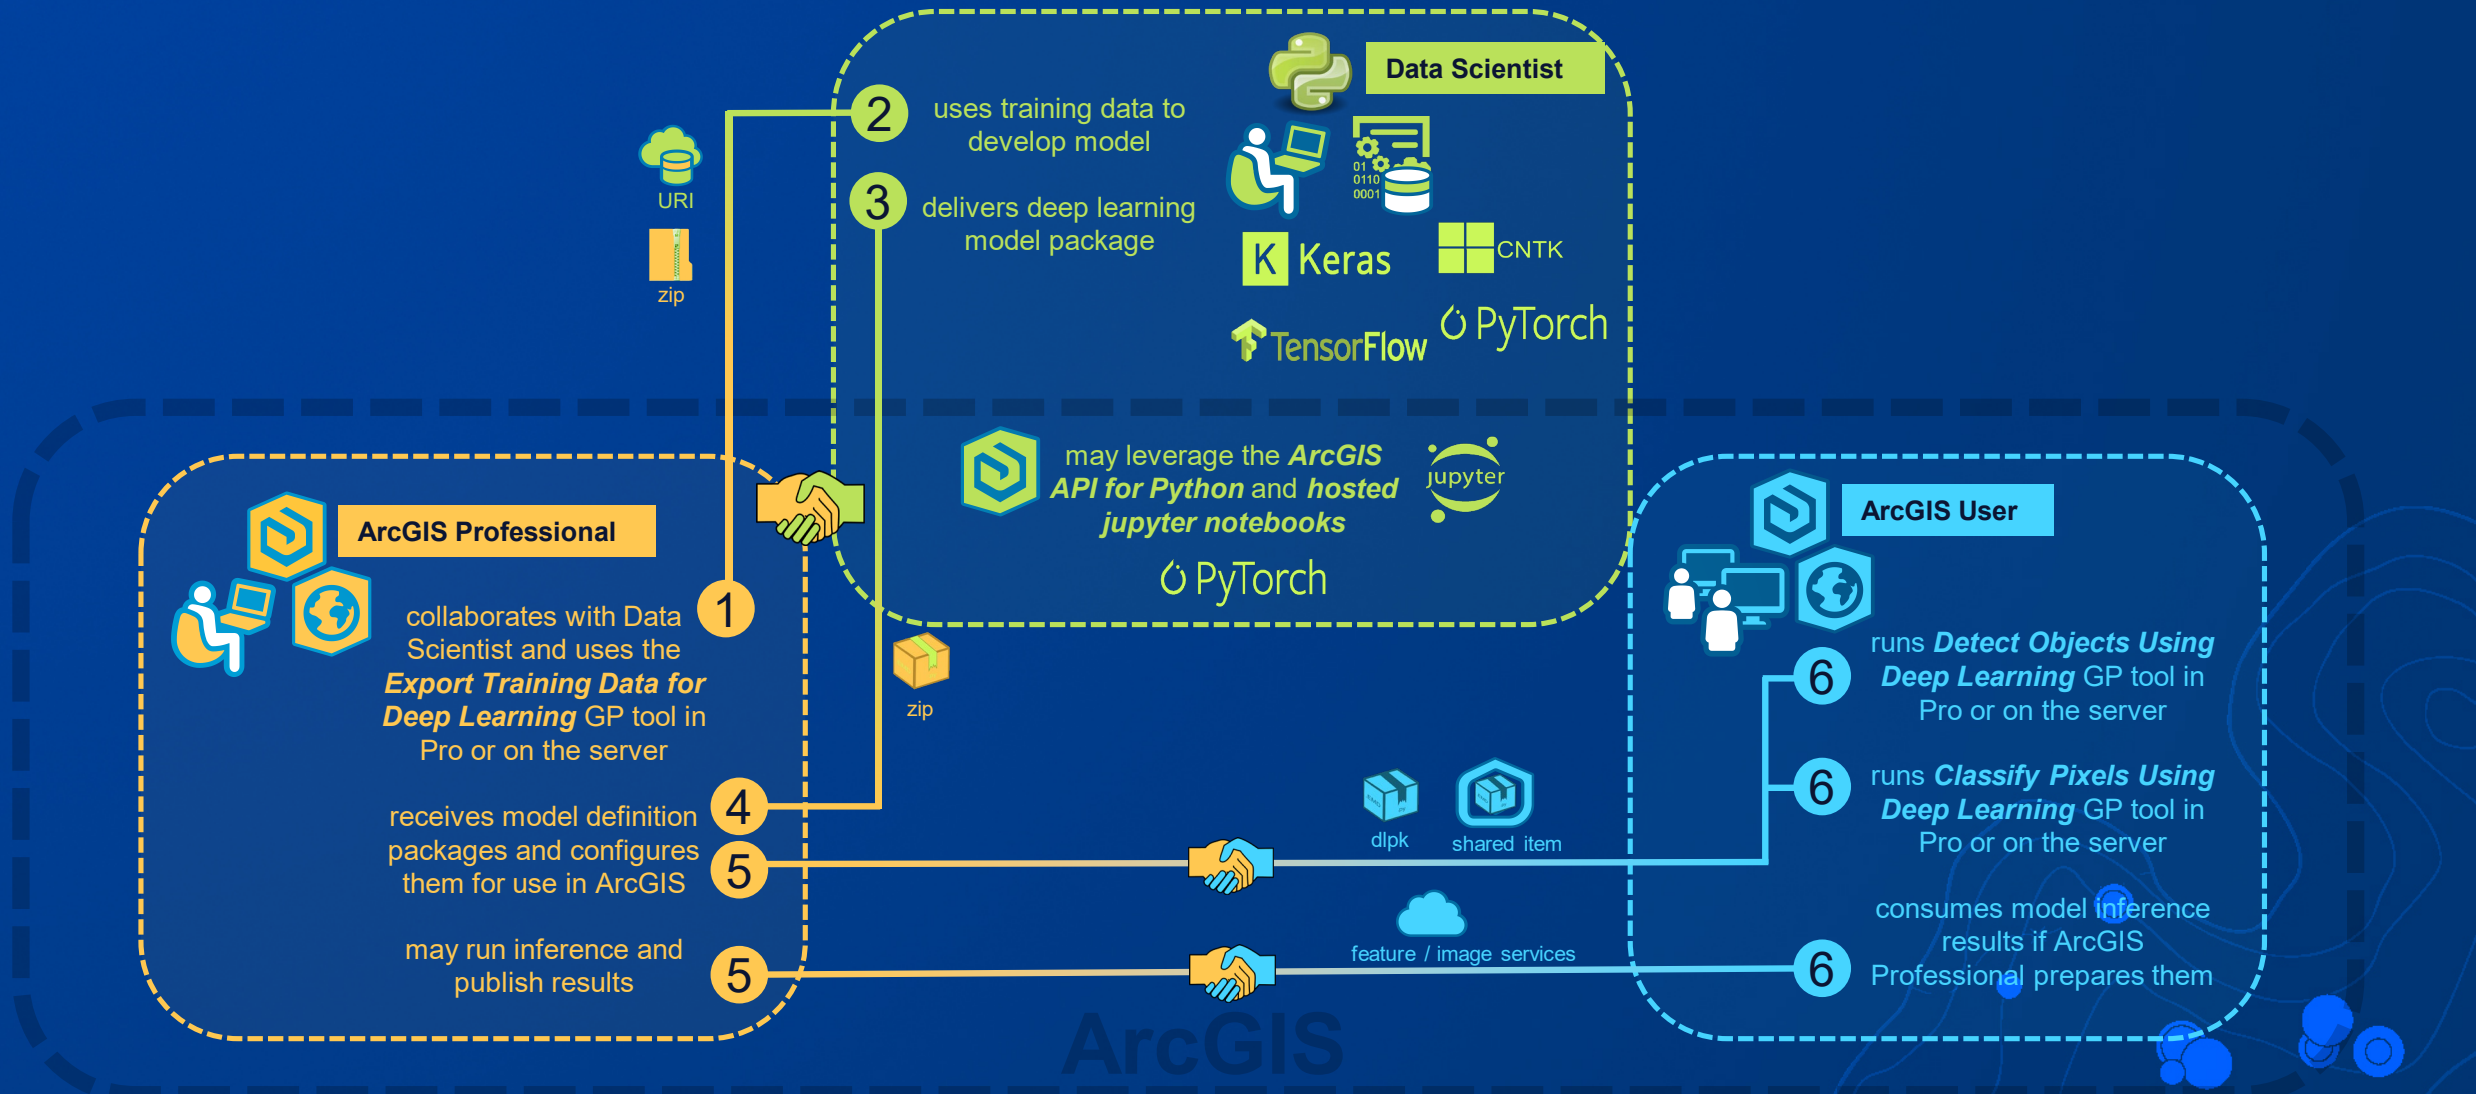 Data Scientist
2
uses training data to
develop model
3
delivers deep learning
model package
URI
zip
01
0110
0001
K Keras
CNTK
TensorFlow
PyTorch
may leverage the ArcGIS
API for Python and hosted
jupyter notebooks
jupyter
PyTorch
ArcGIS Professional
1
collaborates with Data
Scientist and uses the
Export Training Data for
Deep Learning GP tool in
Pro or on the server
zip
4
receives model definition
packages and configures
them for use in ArcGIS
5
may run inference and
publish results
5
dlpk
shared item
feature / image services
ArcGIS User
6
runs Detect Objects Using
Deep Learning GP tool in
Pro or on the server
6
runs Classify Pixels Using
Deep Learning GP tool in
Pro or on the server
6
consumes model inference
results if ArcGIS
Professional prepares them
ArcGIS